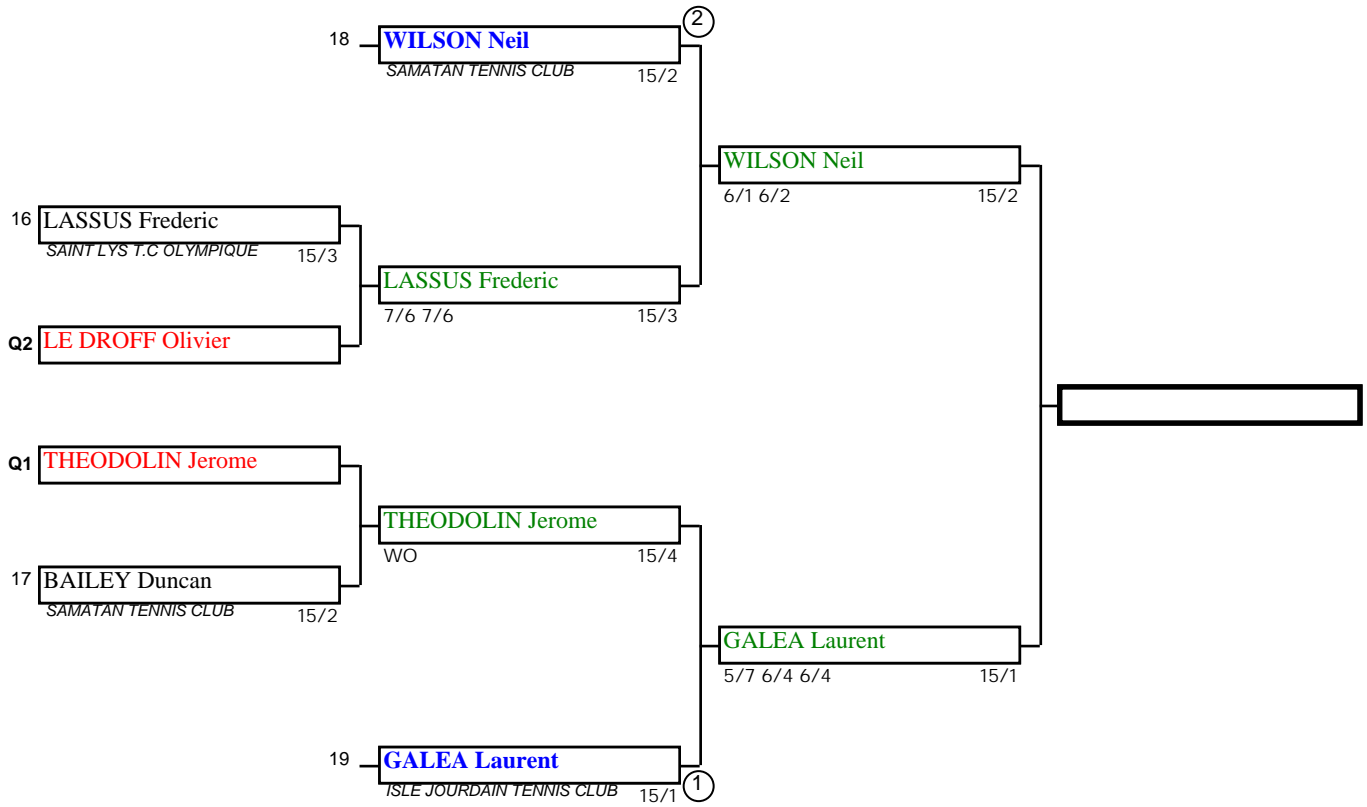 2
18 WILSON Neil
SAMATAN TENNIS CLUB 15/2
WILSON Neil
6/1 6/2 15/2
16 LASSUS Frederic
SAINT LYS T.C OLYMPIQUE 15/3
LASSUS Frederic
7/6 7/6 15/3
Q2 LE DROFF Olivier
Q1 THEODOLIN Jerome
THEODOLIN Jerome
WO 15/4
17 BAILEY Duncan
SAMATAN TENNIS CLUB 15/2
GALEA Laurent
5/7 6/4 6/4 15/1
19 GALEA Laurent
ISLE JOURDAIN TENNIS CLUB 15/1
1